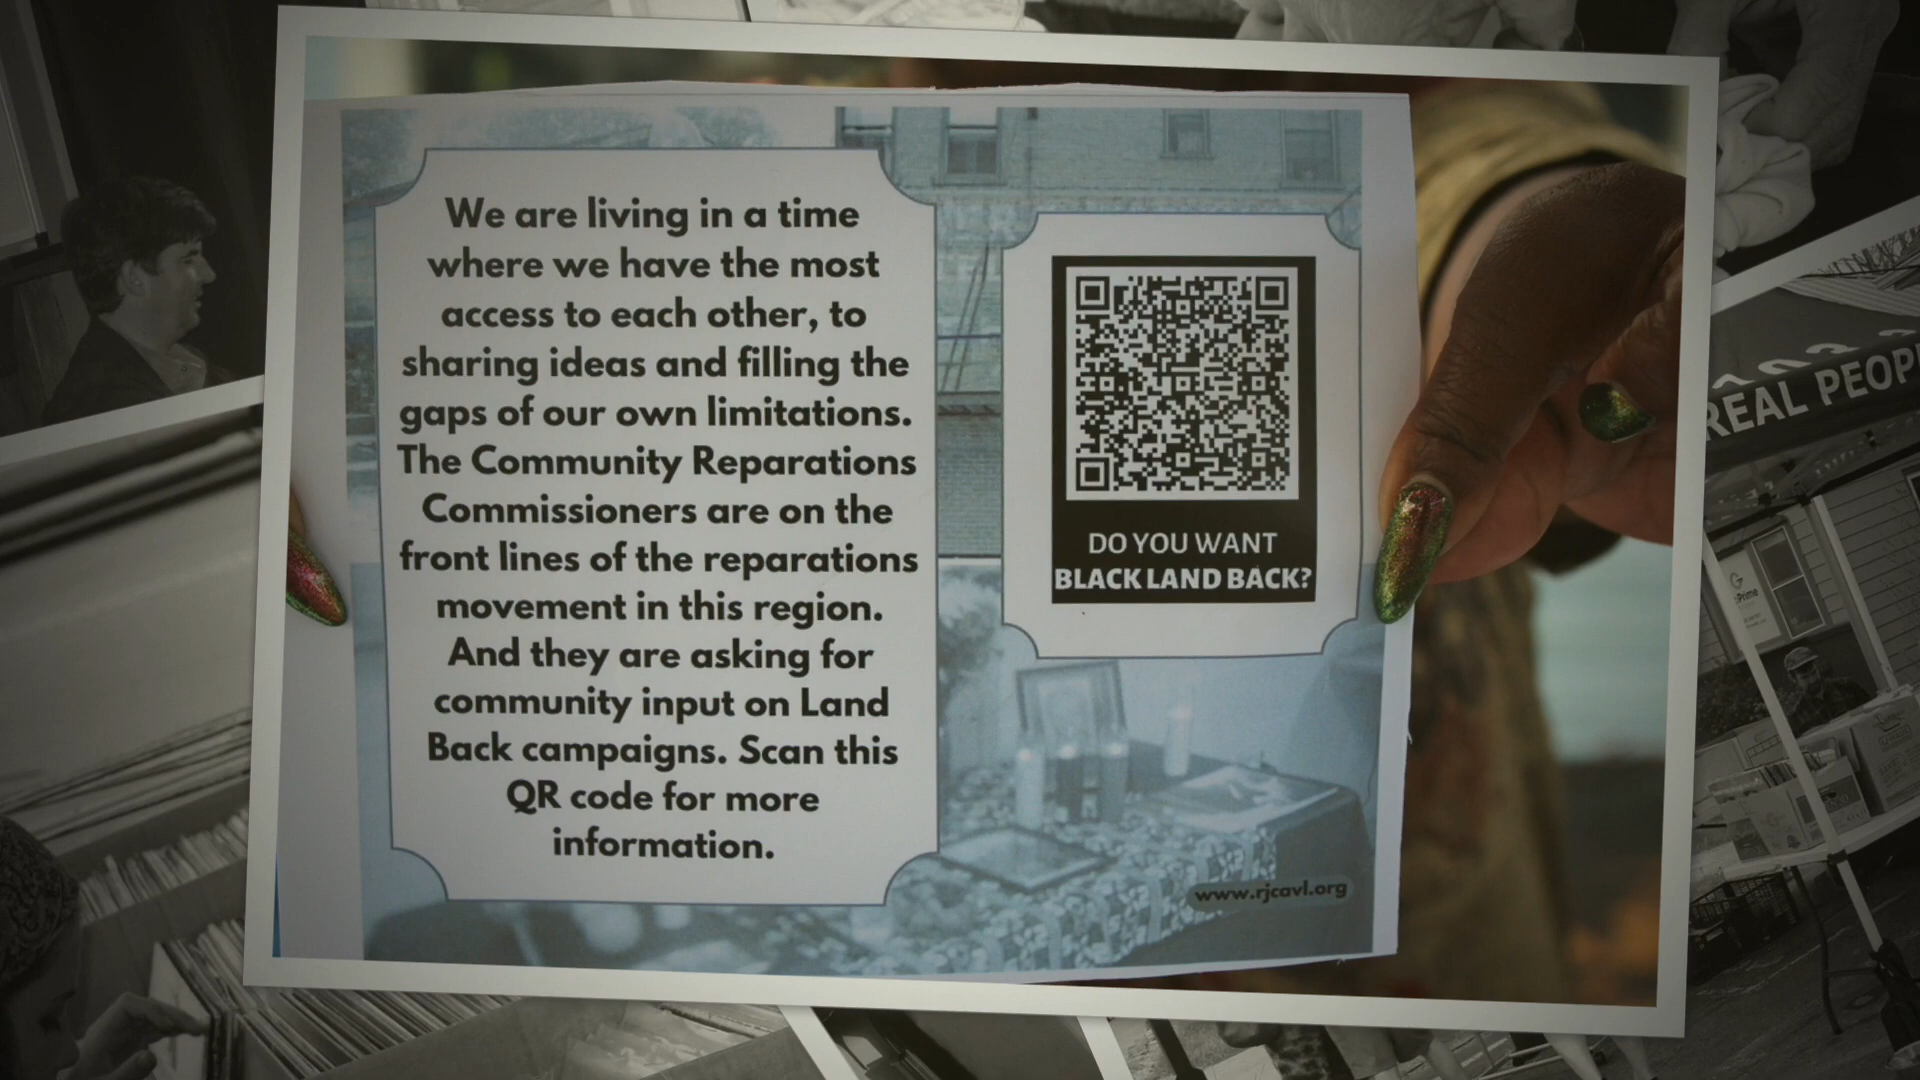 We are living in a time
where we have the most
access to each other, to
sharing ideas and filling the
gaps of our own limitations.
The Community Reparations
Commissioners are on the
front lines of the reparations
movement in this region.
And they are asking for
community input on Land
Back campaigns. Scan this
QR code for more
information.
DO YOU WANT
BLACK LAND BACK?
www.rjcavl.org
REAL PEOP
Prime